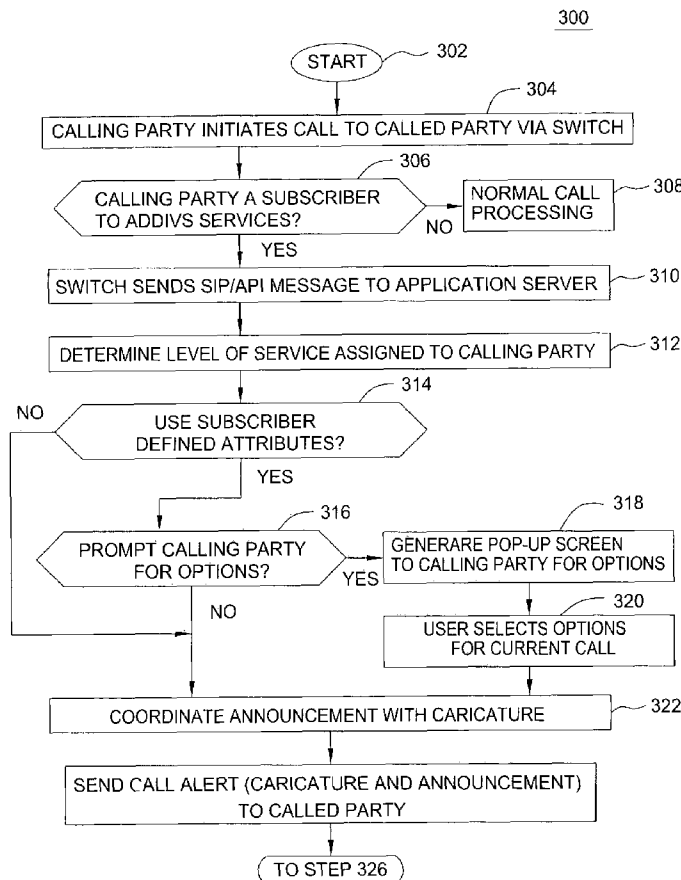 300
START
302
304
CALLING PARTY INITIATES CALL TO CALLED PARTY VIA SWITCH
306
CALLING PARTY A SUBSCRIBER
TO ADDIVS SERVICES?
NO
NORMAL CALL
PROCESSING
308
YES
SWITCH SENDS SIP/API MESSAGE TO APPLICATION SERVER
310
DETERMINE LEVEL OF SERVICE ASSIGNED TO CALLING PARTY
312
314
NO
USE SUBSCRIBER
DEFINED ATTRIBUTES?
YES
316
PROMPT CALLING PARTY
FOR OPTIONS?
YES
318
GENERARE POP-UP SCREEN
TO CALLING PARTY FOR OPTIONS
NO
320
USER SELECTS OPTIONS
FOR CURRENT CALL
COORDINATE ANNOUNCEMENT WITH CARICATURE
322
SEND CALL ALERT (CARICATURE AND ANNOUNCEMENT)
TO CALLED PARTY
TO STEP 326